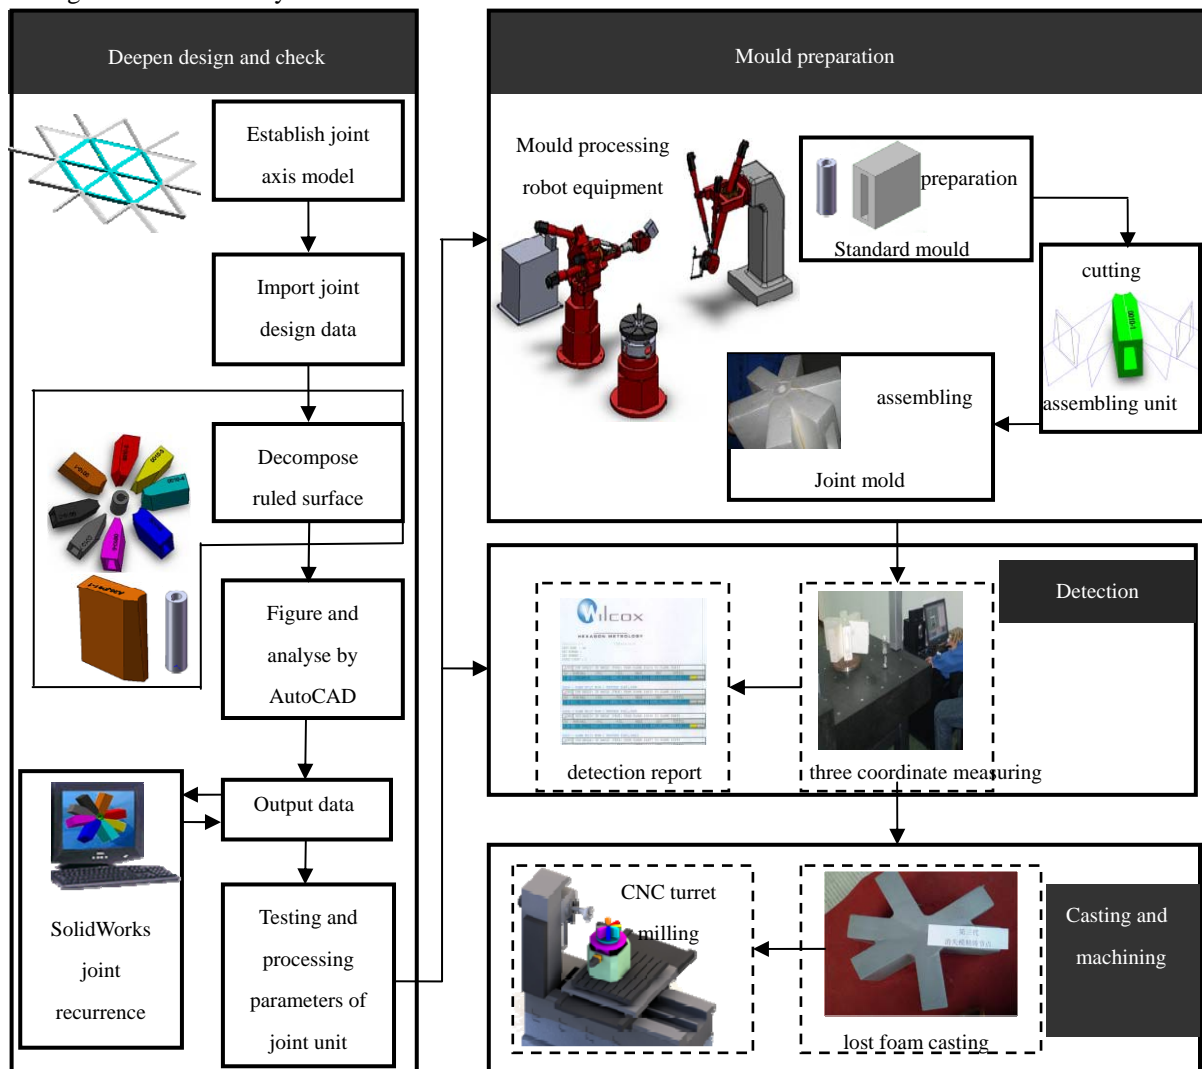 Deepen design and check
Establish joint
axis model
Import joint
design data
Decompose
ruled surface
Figure and
analyse by
AutoCAD
Output data
SolidWorks
joint
recurrence
Testing and
processing
parameters of
joint unit
Mould preparation
Mould processing
robot equipment
preparation
Standard mould
cutting
assembling unit
assembling
Joint mold
Detection
Wilcox
HEXAGON METROLOGY
detection report
three coordinate measuring
Casting and
machining
CNC turret
milling
lost foam casting